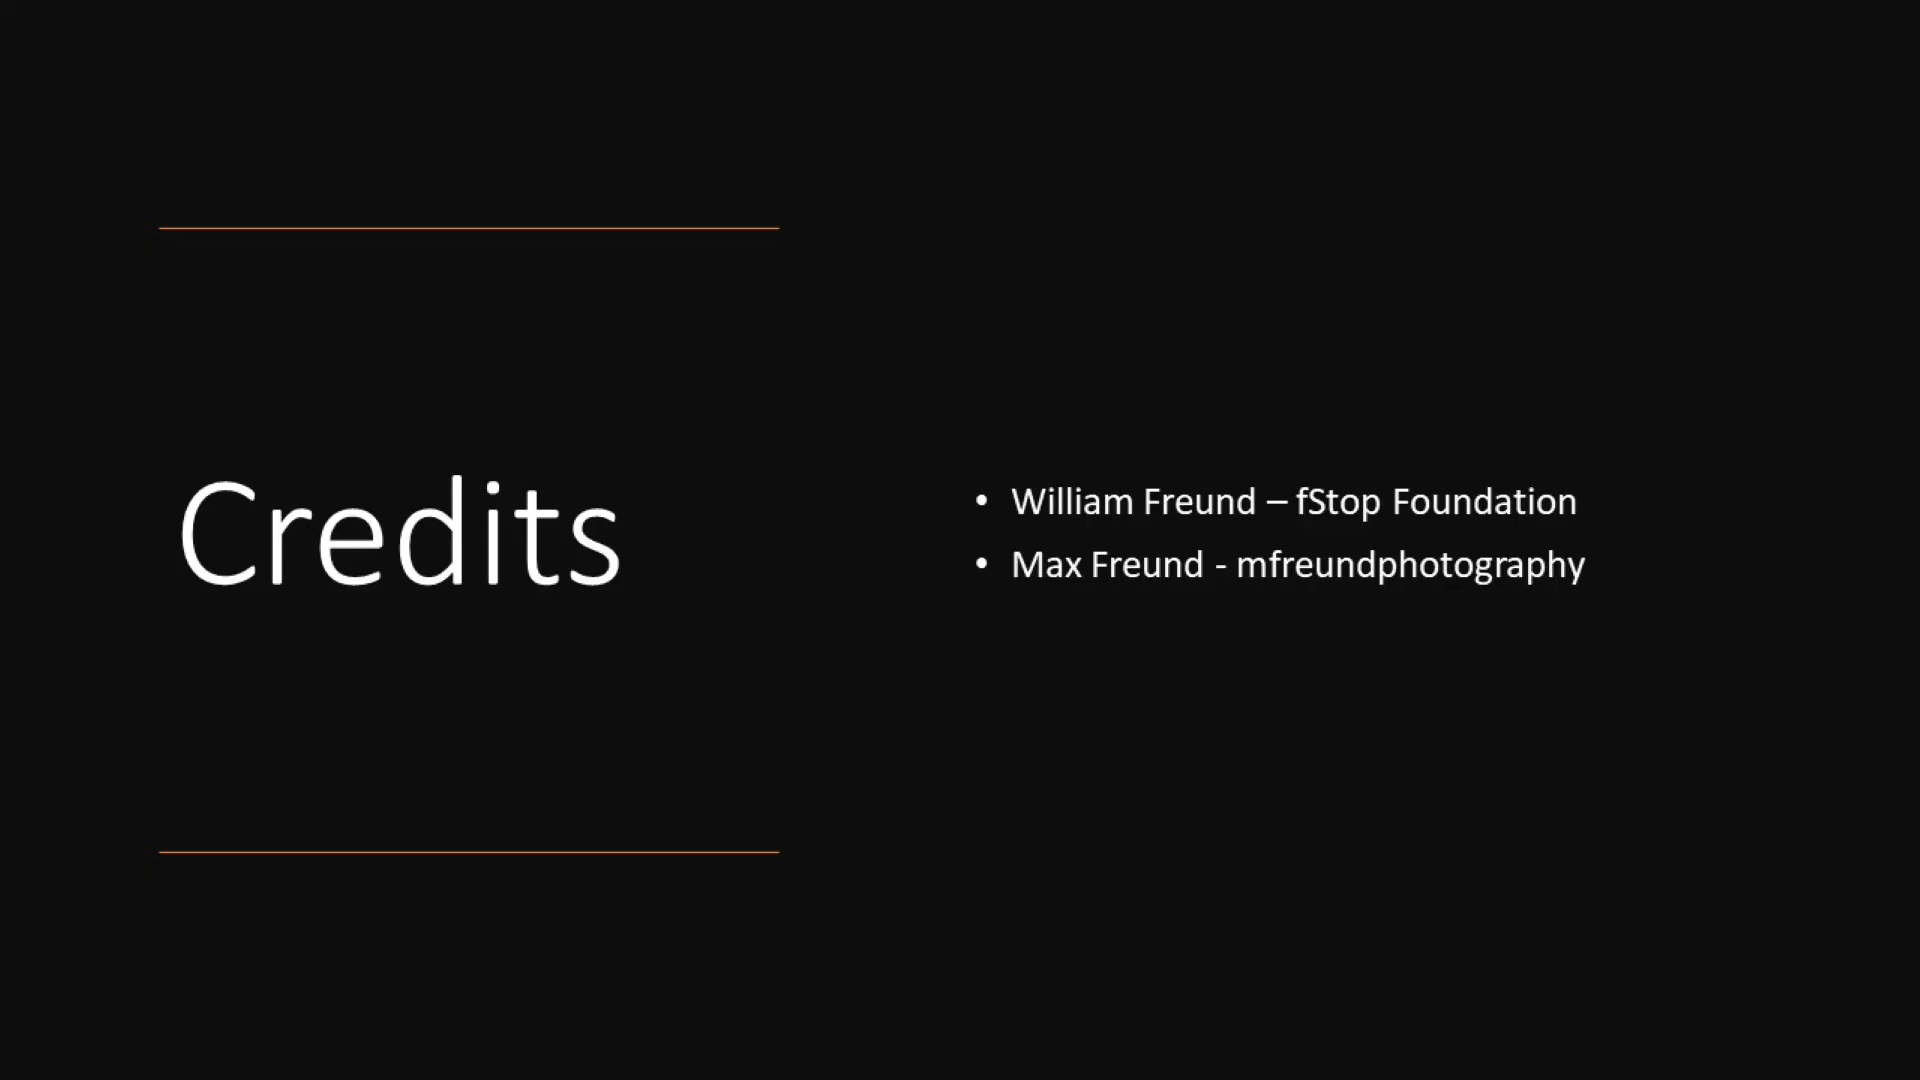 Credits
• William Freund – fStop Foundation
• Max Freund - mfreundphotography